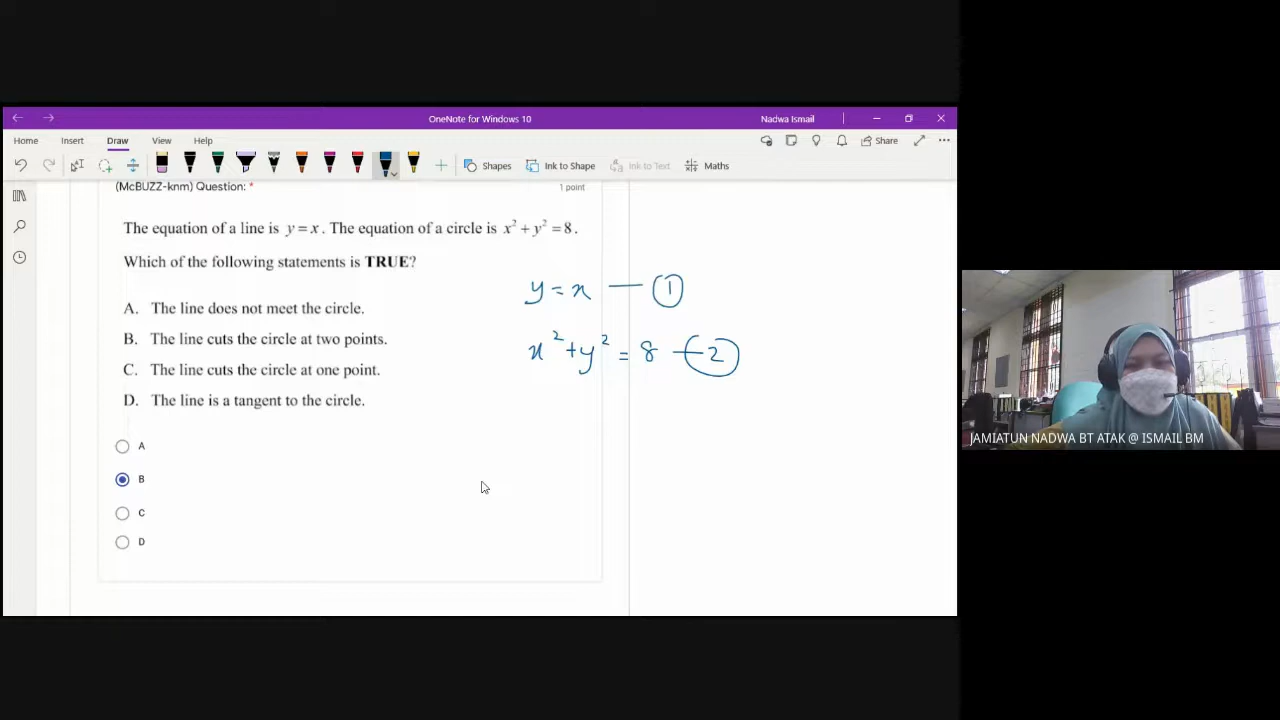 OneNote for Windows 10
Nadwa Ismail
Home Insert Draw View Help
Share
Shapes Ink to Shape Ink to Text Maths
(McBUZZ-knm) Question: *
1 point
The equation of a line is y = x. The equation of a circle is x² + y² = 8.
Which of the following statements is TRUE?
A. The line does not meet the circle.
B. The line cuts the circle at two points.
C. The line cuts the circle at one point.
D. The line is a tangent to the circle.
A
B
C
D
y = x — ①
x² + y² = 8 — ②
JAMIATUN NADWA BT ATAK @ ISMAIL BM